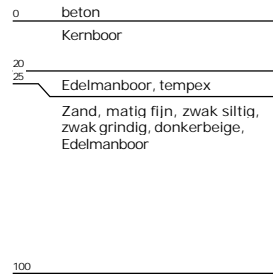 0 beton
Kernboor
20
25
Edelmanboor, tempex
Zand, matig fijn, zwak siltig,
zwak grindig, donkerbeige,
Edelmanboor
100